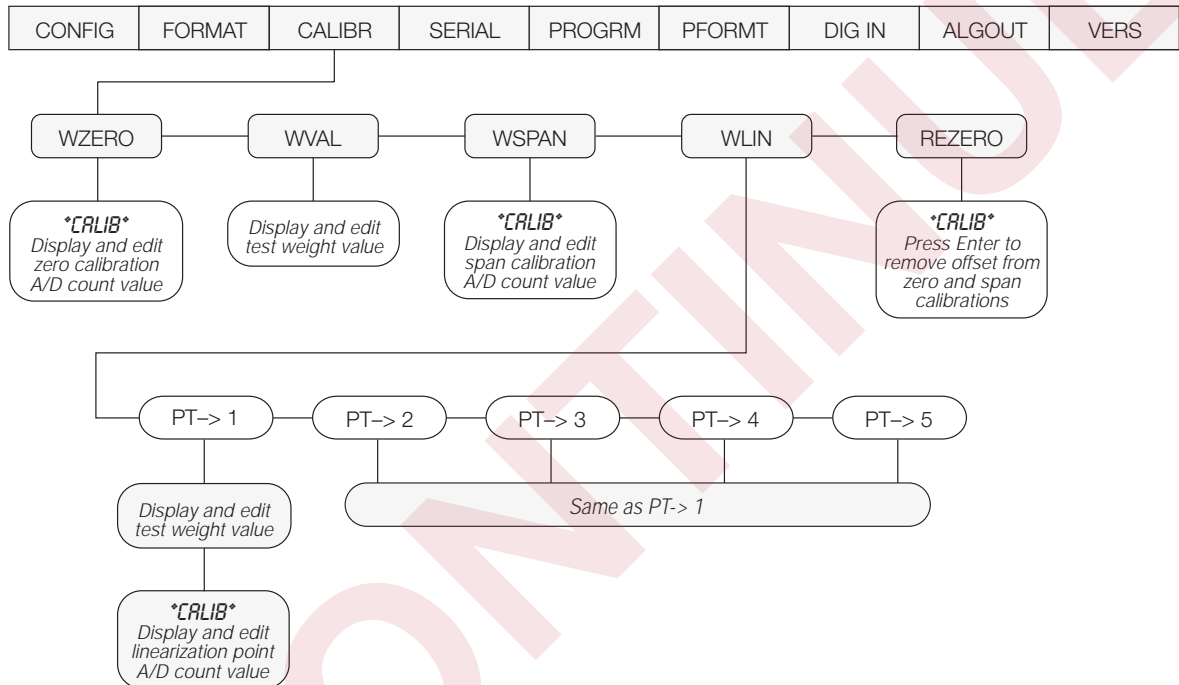 CONFIG FORMAT CALIBR SERIAL PROGRM PFORMT DIG IN ALGOUT VERS
WZERO WVAL WSPAN WLIN REZERO
*CALIB*
Display and edit
zero calibration
A/D count value
Display and edit
test weight value
*CALIB*
Display and edit
span calibration
A/D count value
*CALIB*
Press Enter to
remove offset from
zero and span
calibrations
PT–> 1 PT–> 2 PT–> 3 PT–> 4 PT–> 5
Display and edit
test weight value
Same as PT-> 1
*CALIB*
Display and edit
linearization point
A/D count value
ONTINUE